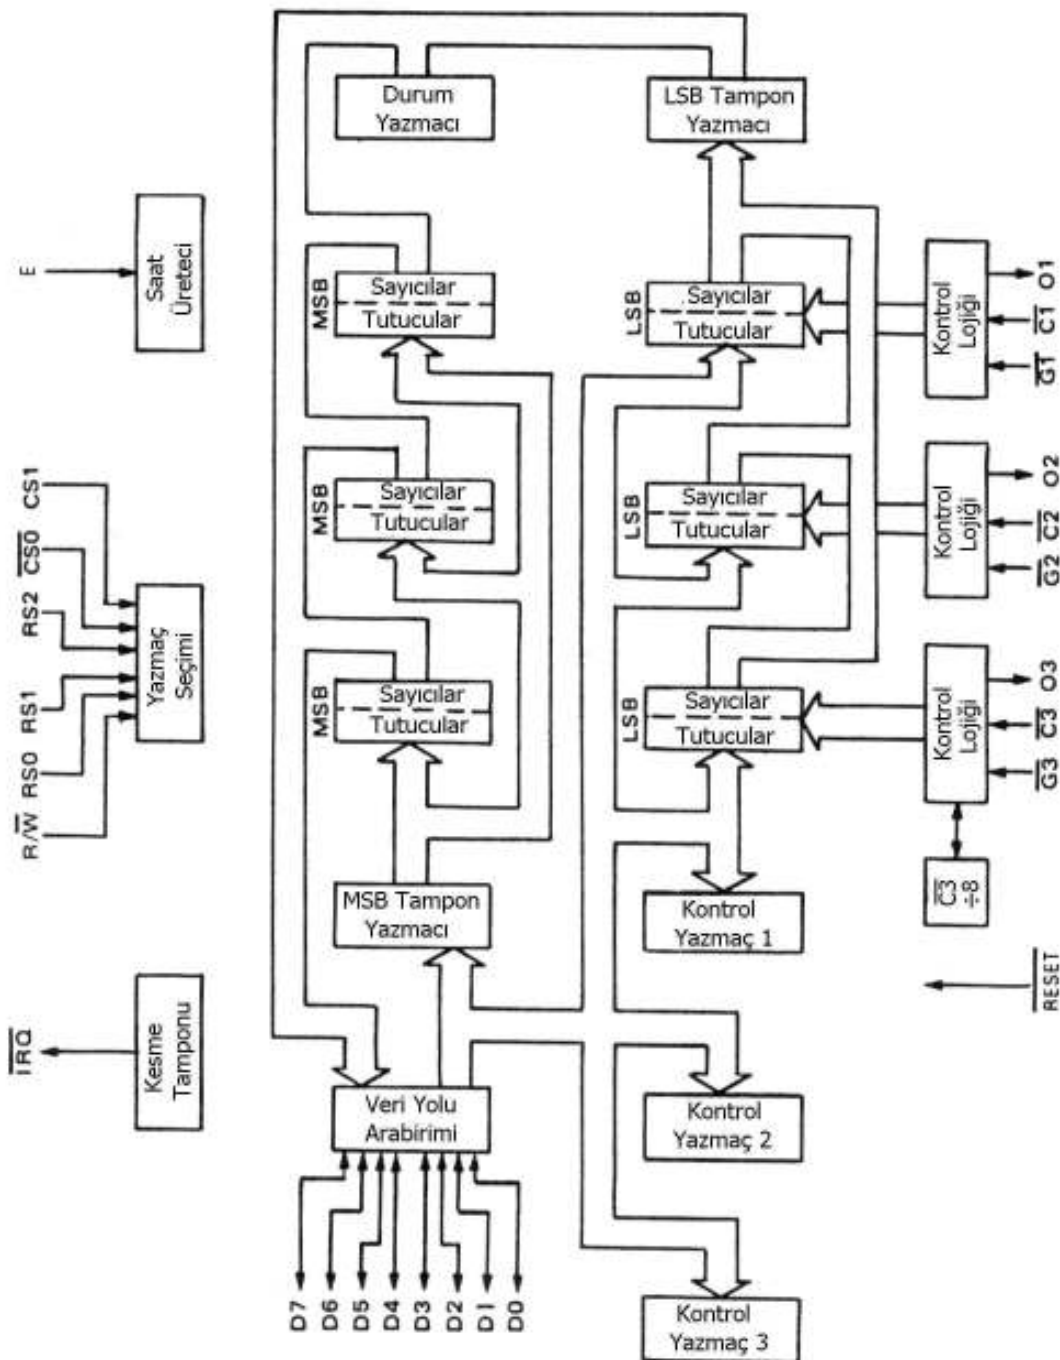 Durum
Yazmacı
LSB Tampon
Yazmacı
E
Saat
Üreteci
MSB
Sayıcılar
Tutucular
LSB
Sayıcılar
Tutucular
Kontrol
Lojiği
O1
C1
G1
MSB
Sayıcılar
Tutucular
LSB
Sayıcılar
Tutucular
Kontrol
Lojiği
O2
C2
G2
CS1
CS0
RS2
RS1
RS0
R/W
Yazmaç
Seçimi
MSB
Sayıcılar
Tutucular
LSB
Sayıcılar
Tutucular
Kontrol
Lojiği
O3
C3
G3
MSB Tampon
Yazmacı
Kontrol
Yazmaç 1
C3
÷8
RESET
IRQ
Kesme
Tamponu
Veri Yolu
Arabirimi
Kontrol
Yazmaç 2
D7
D6
D5
D4
D3
D2
D1
D0
Kontrol
Yazmaç 3